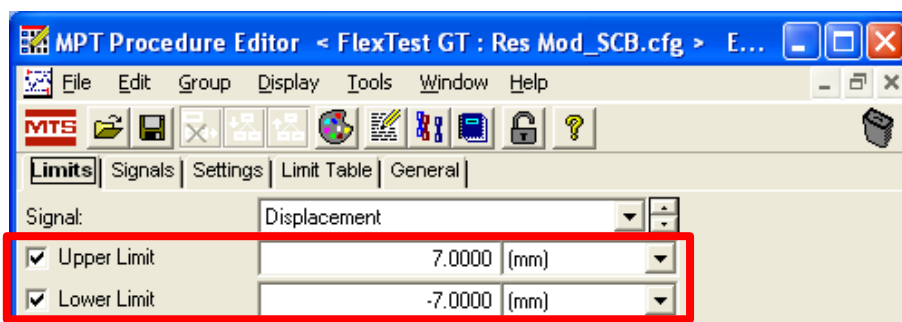 MPT Procedure Editor < FlexTest GT : Res Mod_SCB.cfg > E...
File Edit Group Display Tools Window Help
MTS
Limits Signals Settings Limit Table General
Signal: Displacement
Upper Limit 7.0000 (mm)
Lower Limit -7.0000 (mm)